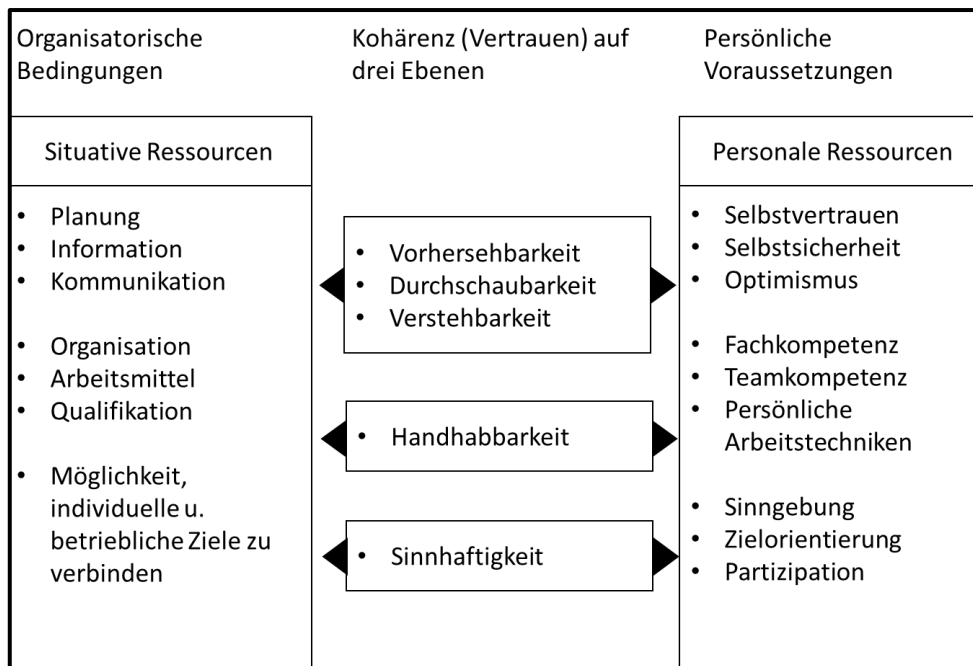 Organisatorische
Bedingungen
Kohärenz (Vertrauen) auf
drei Ebenen
Persönliche
Voraussetzungen
Situative Ressourcen
• Planung
• Information
• Kommunikation
• Organisation
• Arbeitsmittel
• Qualifikation
• Möglichkeit,
individuelle u.
betriebliche Ziele zu
verbinden
• Vorhersehbarkeit
• Durchschaubarkeit
• Verstehbarkeit
• Handhabbarkeit
• Sinnhaftigkeit
Personale Ressourcen
• Selbstvertrauen
• Selbstsicherheit
• Optimismus
• Fachkompetenz
• Teamkompetenz
• Persönliche
Arbeitstechniken
• Sinngebung
• Zielorientierung
• Partizipation